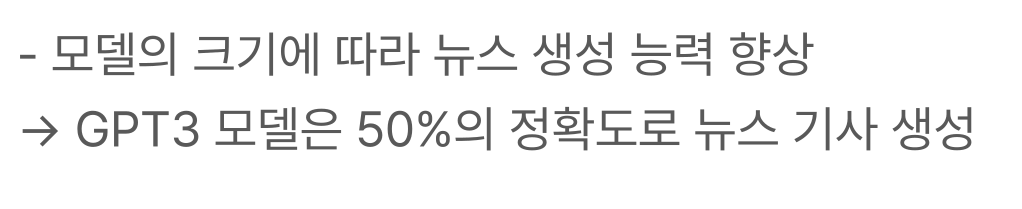 - 모델의 크기에 따라 뉴스 생성 능력 향상
→ GPT3 모델은 50%의 정확도로 뉴스 기사 생성